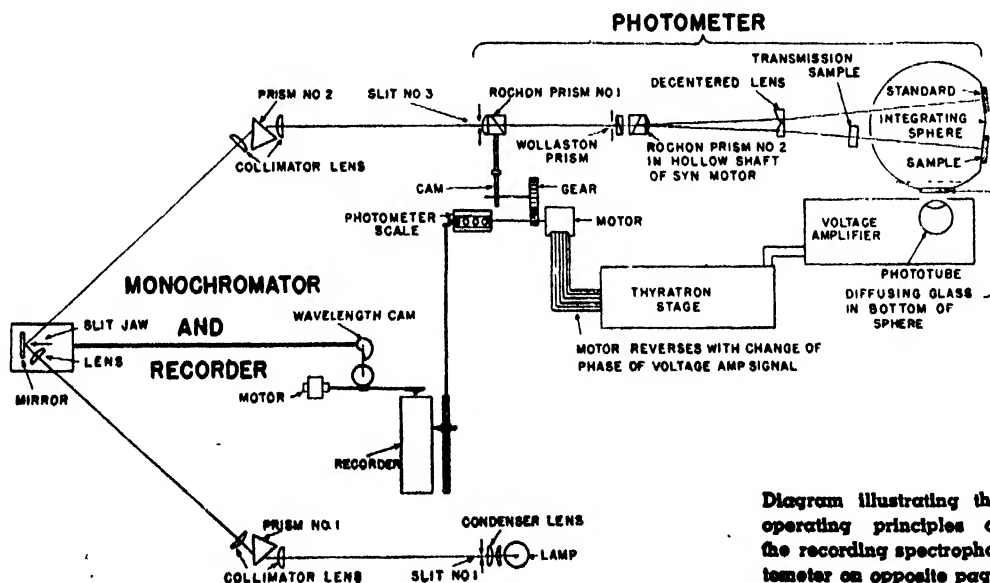 PHOTOMETER
TRANSMISSION
SAMPLE
DECENTERED LENS
STANDARD
INTEGRATING
SPHERE
SAMPLE
PRISM NO.2
SLIT NO.3
ROCHON PRISM NO.1
COLLIMATOR LENS
WOLLASTON
PRISM
ROCHON PRISM NO.2
IN HOLLOW SHAFT
OF SYN MOTOR
CAM
GEAR
PHOTOMETER
SCALE
MOTOR
VOLTAGE
AMPLIFIER
PHOTOTUBE
DIFFUSING GLASS
IN BOTTOM OF
SPHERE
THYRATRON
STAGE
MOTOR REVERSES WITH CHANGE OF
PHASE OF VOLTAGE AMP SIGNAL
MONOCHROMATOR
AND
RECORDER
SLIT JAW
LENS
MIRROR
WAVELENGTH CAM
MOTOR
RECORDER
PRISM NO.1
COLLIMATOR LENS
SLIT NO.1
CONDENSER LENS
LAMP
Diagram illustrating th
operating principles o
the recording spectropho
tometer on opposite pag